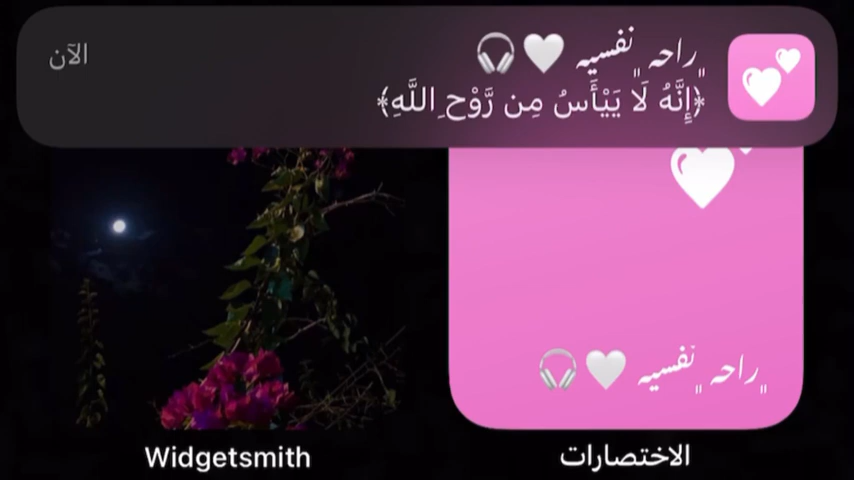 راحه نفسيه 🤍🎧
الآن
﴿إِنَّهُ لَا يَيْأَسُ مِن رَّوْحِ اللَّهِ﴾
راحه نفسيه 🤍🎧
Widgetsmith
الاختصارات